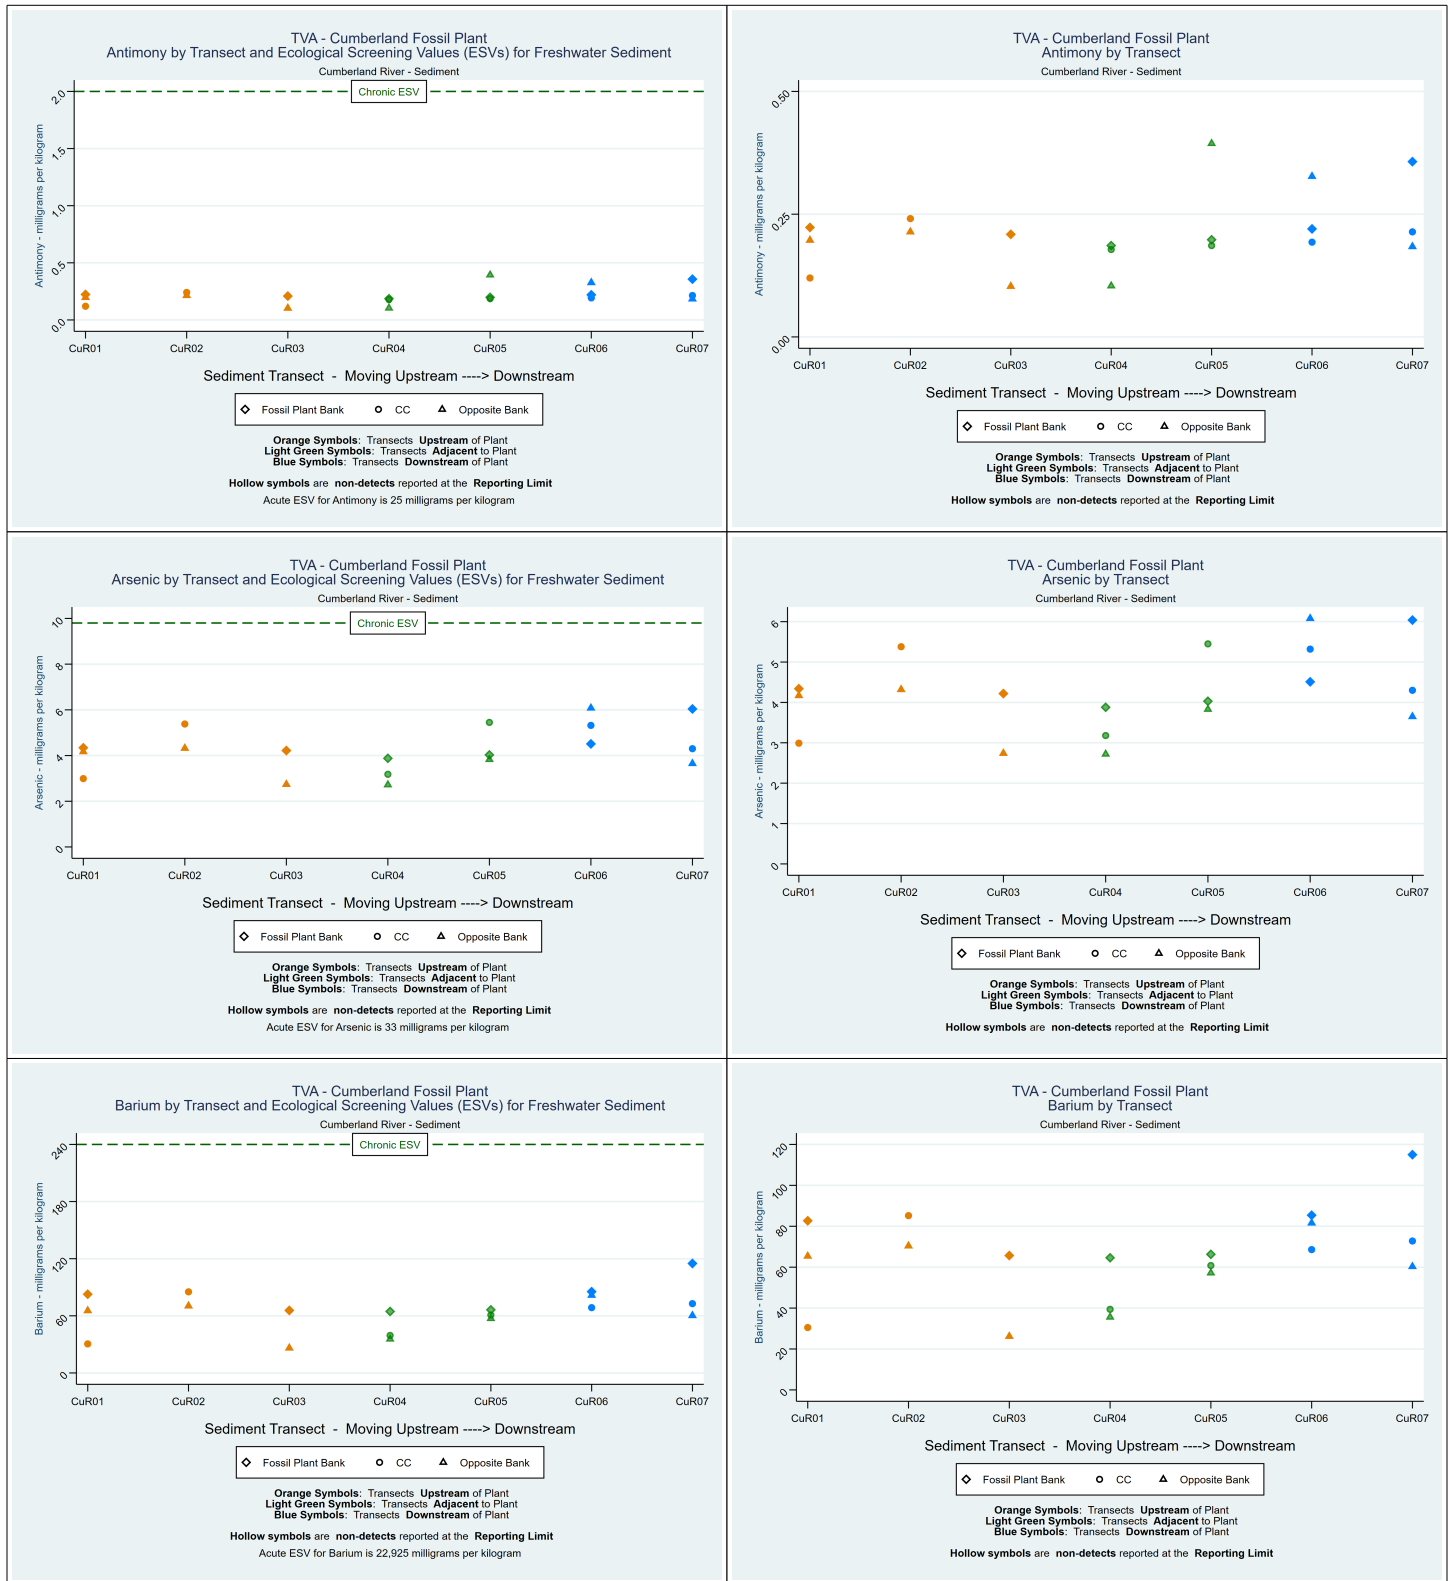 TVA - Cumberland Fossil Plant
Antimony by Transect and Ecological Screening Values (ESVs) for Freshwater Sediment
Cumberland River - Sediment
Chronic ESV
Antimony - milligrams per kilogram
2.0
1.5
1.0
0.5
0.0
CuR01 CuR02 CuR03 CuR04 CuR05 CuR06 CuR07
Sediment Transect - Moving Upstream ----> Downstream
Fossil Plant Bank CC Opposite Bank
Orange Symbols: Transects Upstream of Plant
Light Green Symbols: Transects Adjacent to Plant
Blue Symbols: Transects Downstream of Plant
Hollow symbols are non-detects reported at the Reporting Limit
Acute ESV for Antimony is 25 milligrams per kilogram
TVA - Cumberland Fossil Plant
Antimony by Transect
Cumberland River - Sediment
Antimony - milligrams per kilogram
0.50
0.25
0.00
CuR01 CuR02 CuR03 CuR04 CuR05 CuR06 CuR07
Sediment Transect - Moving Upstream ----> Downstream
Fossil Plant Bank CC Opposite Bank
Orange Symbols: Transects Upstream of Plant
Light Green Symbols: Transects Adjacent to Plant
Blue Symbols: Transects Downstream of Plant
Hollow symbols are non-detects reported at the Reporting Limit
TVA - Cumberland Fossil Plant
Arsenic by Transect and Ecological Screening Values (ESVs) for Freshwater Sediment
Cumberland River - Sediment
Chronic ESV
Arsenic - milligrams per kilogram
10
8
6
4
2
0
CuR01 CuR02 CuR03 CuR04 CuR05 CuR06 CuR07
Sediment Transect - Moving Upstream ----> Downstream
Fossil Plant Bank CC Opposite Bank
Orange Symbols: Transects Upstream of Plant
Light Green Symbols: Transects Adjacent to Plant
Blue Symbols: Transects Downstream of Plant
Hollow symbols are non-detects reported at the Reporting Limit
Acute ESV for Arsenic is 33 milligrams per kilogram
TVA - Cumberland Fossil Plant
Arsenic by Transect
Cumberland River - Sediment
Arsenic - milligrams per kilogram
6
5
4
3
2
1
0
CuR01 CuR02 CuR03 CuR04 CuR05 CuR06 CuR07
Sediment Transect - Moving Upstream ----> Downstream
Fossil Plant Bank CC Opposite Bank
Orange Symbols: Transects Upstream of Plant
Light Green Symbols: Transects Adjacent to Plant
Blue Symbols: Transects Downstream of Plant
Hollow symbols are non-detects reported at the Reporting Limit
TVA - Cumberland Fossil Plant
Barium by Transect and Ecological Screening Values (ESVs) for Freshwater Sediment
Cumberland River - Sediment
Chronic ESV
Barium - milligrams per kilogram
240
180
120
60
0
CuR01 CuR02 CuR03 CuR04 CuR05 CuR06 CuR07
Sediment Transect - Moving Upstream ----> Downstream
Fossil Plant Bank CC Opposite Bank
Orange Symbols: Transects Upstream of Plant
Light Green Symbols: Transects Adjacent to Plant
Blue Symbols: Transects Downstream of Plant
Hollow symbols are non-detects reported at the Reporting Limit
Acute ESV for Barium is 22,925 milligrams per kilogram
TVA - Cumberland Fossil Plant
Barium by Transect
Cumberland River - Sediment
Barium - milligrams per kilogram
120
100
80
60
40
20
0
CuR01 CuR02 CuR03 CuR04 CuR05 CuR06 CuR07
Sediment Transect - Moving Upstream ----> Downstream
Fossil Plant Bank CC Opposite Bank
Orange Symbols: Transects Upstream of Plant
Light Green Symbols: Transects Adjacent to Plant
Blue Symbols: Transects Downstream of Plant
Hollow symbols are non-detects reported at the Reporting Limit